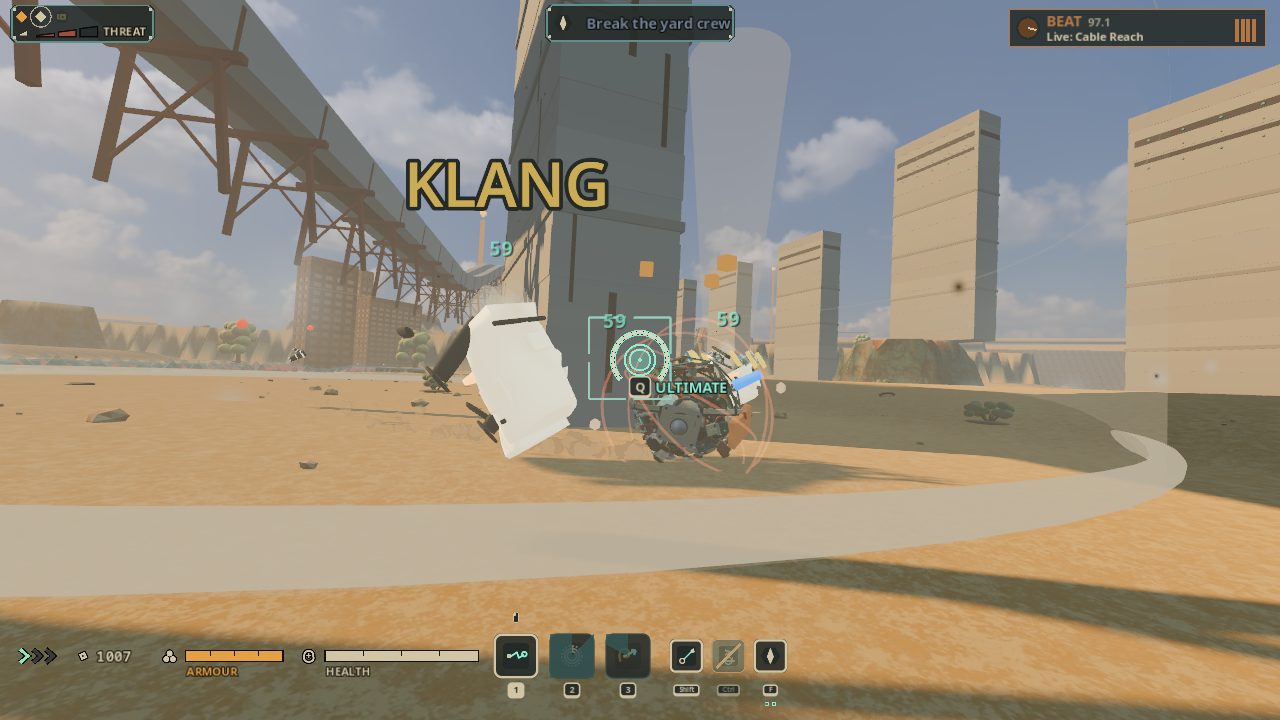 THREAT
Break the yard crew
BEAT 97.1
Live: Cable Reach
KLANG
59
59
59
Q ULTIMATE
1007
ARMOUR
HEALTH
1
2
3
Shift
Ctrl
F